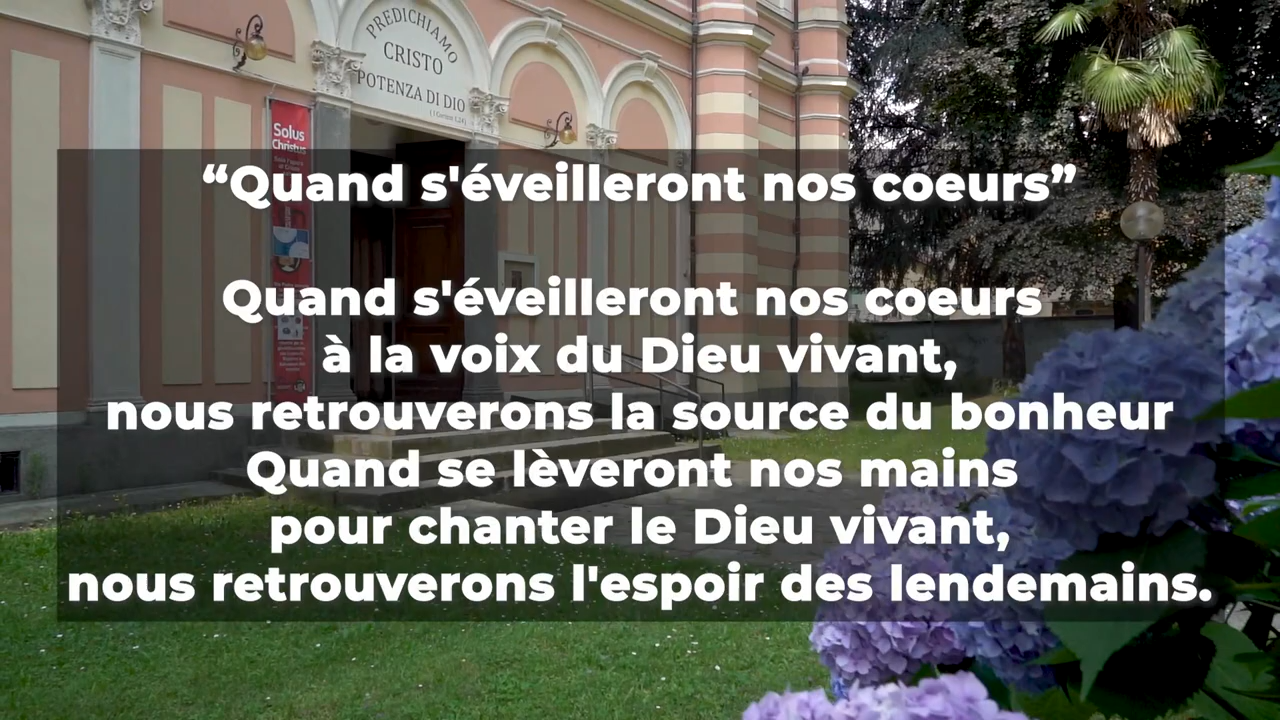 PREDICHIAMO
CRISTO
POTENZA DI DIO
Solus
Christus
“Quand s'éveilleront nos coeurs”
Quand s'éveilleront nos coeurs
à la voix du Dieu vivant,
nous retrouverons la source du bonheur
Quand se lèveront nos mains
pour chanter le Dieu vivant,
nous retrouverons l'espoir des lendemains.